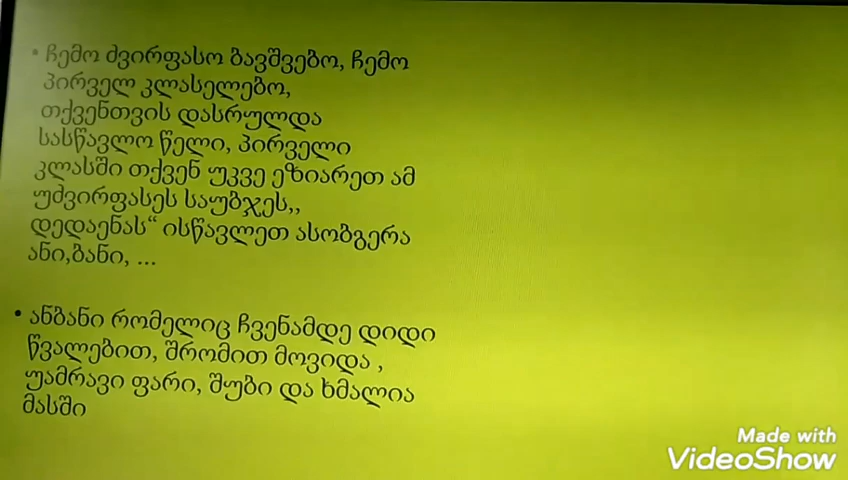 • ჩემო ძვირფასო ბავშვებო, ჩემო
პირველ კლასელებო,
თქვენთვის დასრულდა
სასწავლო წელი, პირველი
კლასში თქვენ უკვე ეზიარეთ ამ
უძვირფასეს საუბჯეს,,
დედაენას“ ისწავლეთ ასობგერა
ანი,ბანი, ...
• ანბანი რომელიც ჩვენამდე დიდი
წვალებით, შრომით მოვიდა ,
უამრავი ფარი, შუბი და ხმალია
მასში
Made with
VideoShow